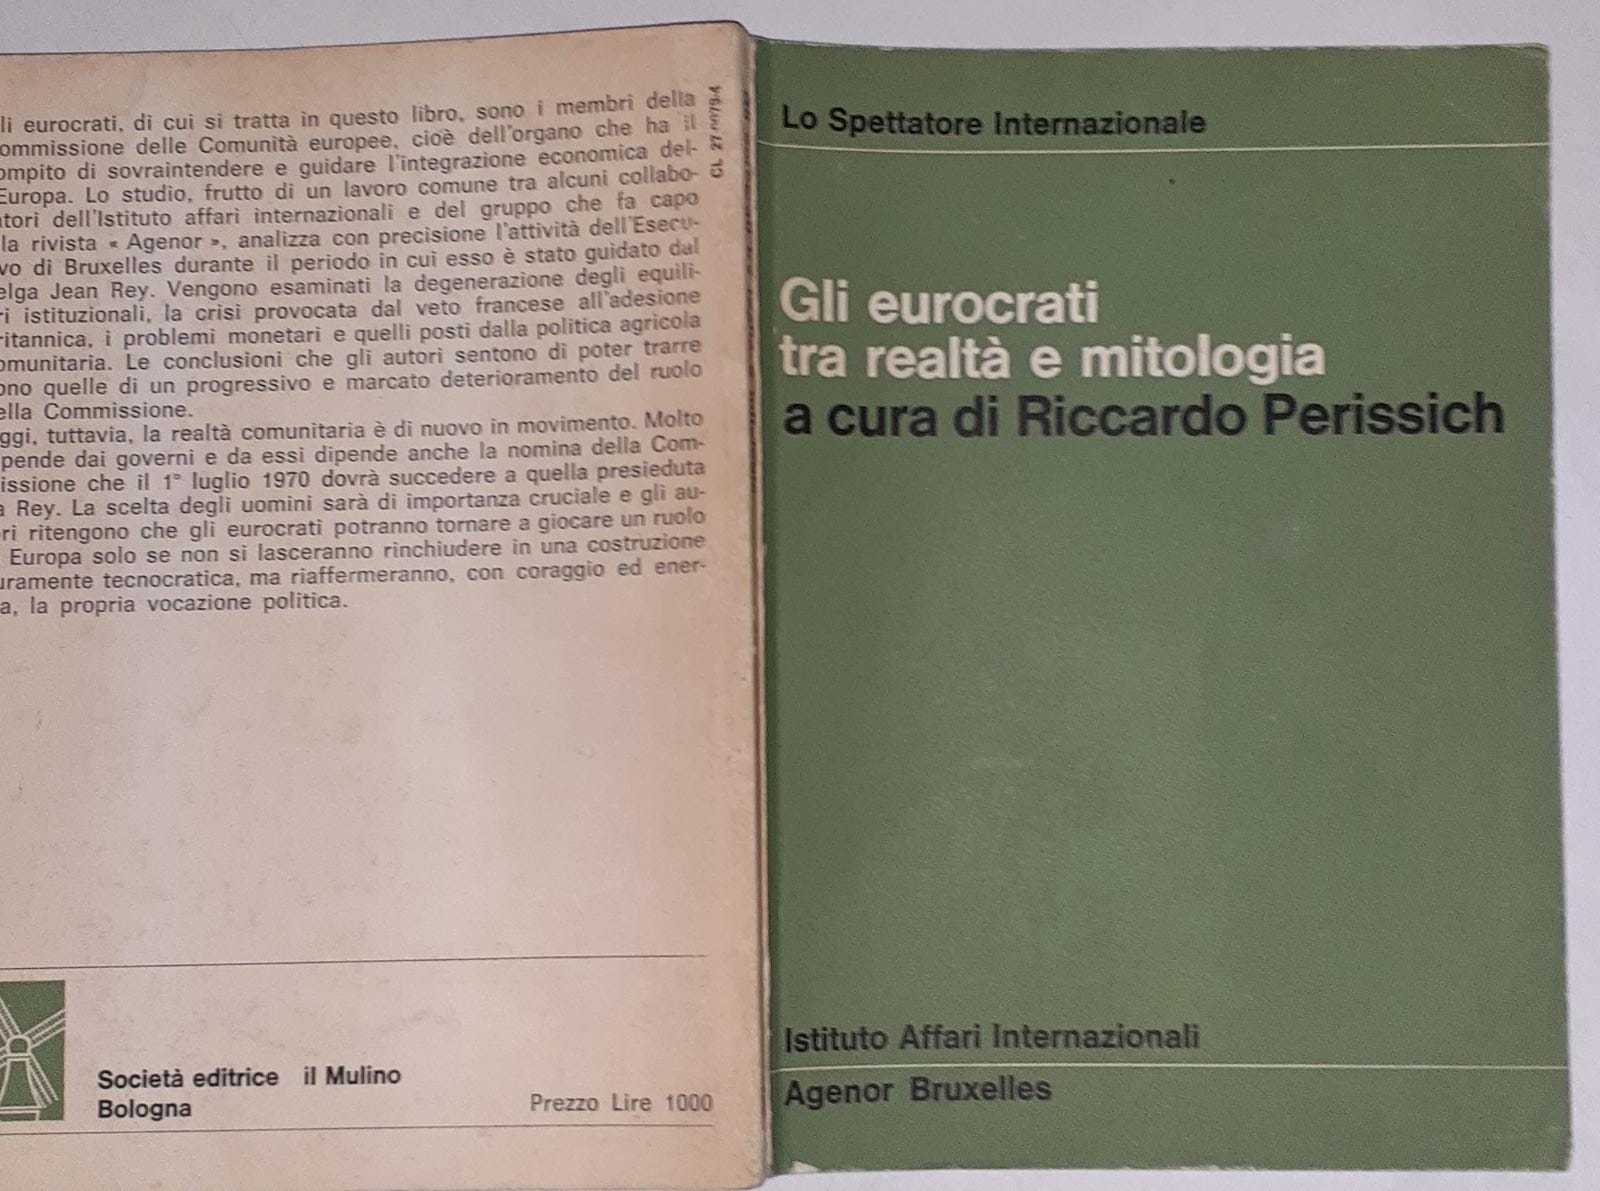 li eurocrati, di cui si tratta in questo libro, sono i membri della
ommissione delle Comunità europee, cioè dell'organo che ha il
ompito di sovraintendere e guidare l'integrazione economica del-
Europa. Lo studio, frutto di un lavoro comune tra alcuni collabo-
tori dell'Istituto affari internazionali e del gruppo che fa capo
la rivista « Agenor », analizza con precisione l'attività dell'Esecu-
vo di Bruxelles durante il periodo in cui esso è stato guidato dal
elga Jean Rey. Vengono esaminati la degenerazione degli equili-
ri istituzionali, la crisi provocata dal veto francese all'adesione
ritannica, i problemi monetari e quelli posti dalla politica agricola
omunitaria. Le conclusioni che gli autori sentono di poter trarre
ono quelle di un progressivo e marcato deterioramento del ruolo
ella Commissione.
ggi, tuttavia, la realtà comunitaria è di nuovo in movimento. Molto
pende dai governi e da essi dipende anche la nomina della Com-
issione che il 1° luglio 1970 dovrà succedere a quella presieduta
a Rey. La scelta degli uomini sarà di importanza cruciale e gli au-
ri ritengono che gli eurocrati potranno tornare a giocare un ruolo
Europa solo se non si lasceranno rinchiudere in una costruzione
uramente tecnocratica, ma riaffermeranno, con coraggio ed ener-
a, la propria vocazione politica.
Società editrice il Mulino
Bologna
Prezzo Lire 1000
Lo Spettatore Internazionale
Gli eurocrati
tra realtà e mitologia
a cura di Riccardo Perissich
Istituto Affari Internazionali
Agenor Bruxelles